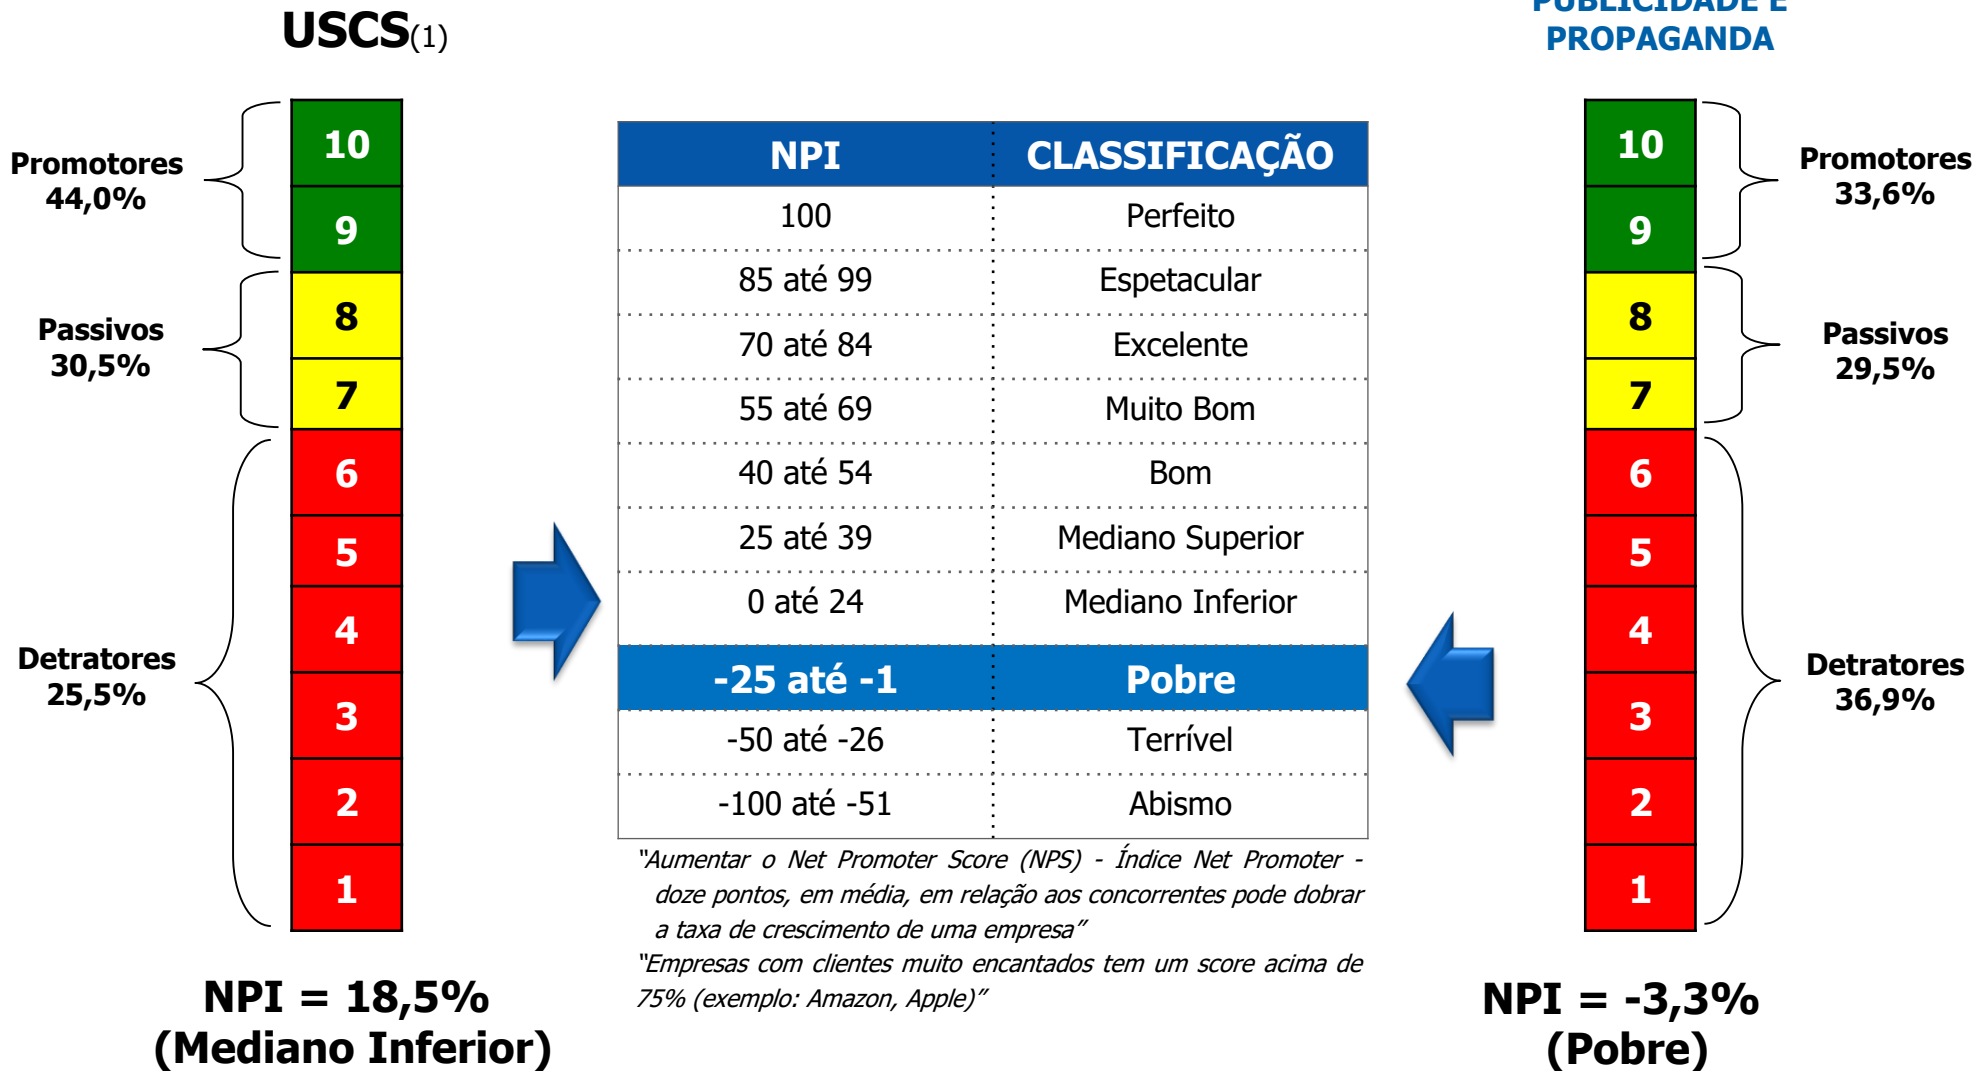 USCS(1)
Promotores
44,0%
Passivos
30,5%
Detratores
25,5%
10
9
8
7
6
5
4
3
2
1
NPI = 18,5%
(Mediano Inferior)
NPI CLASSIFICAÇÃO
100 Perfeito
85 até 99 Espetacular
70 até 84 Excelente
55 até 69 Muito Bom
40 até 54 Bom
25 até 39 Mediano Superior
0 até 24 Mediano Inferior
-25 até -1 Pobre
-50 até -26 Terrível
-100 até -51 Abismo
“Aumentar o Net Promoter Score (NPS) - Índice Net Promoter -
doze pontos, em média, em relação aos concorrentes pode dobrar
a taxa de crescimento de uma empresa”
“Empresas com clientes muito encantados tem um score acima de
75% (exemplo: Amazon, Apple)”
PUBLICIDADE E
PROPAGANDA
10
9
8
7
6
5
4
3
2
1
Promotores
33,6%
Passivos
29,5%
Detratores
36,9%
NPI = -3,3%
(Pobre)